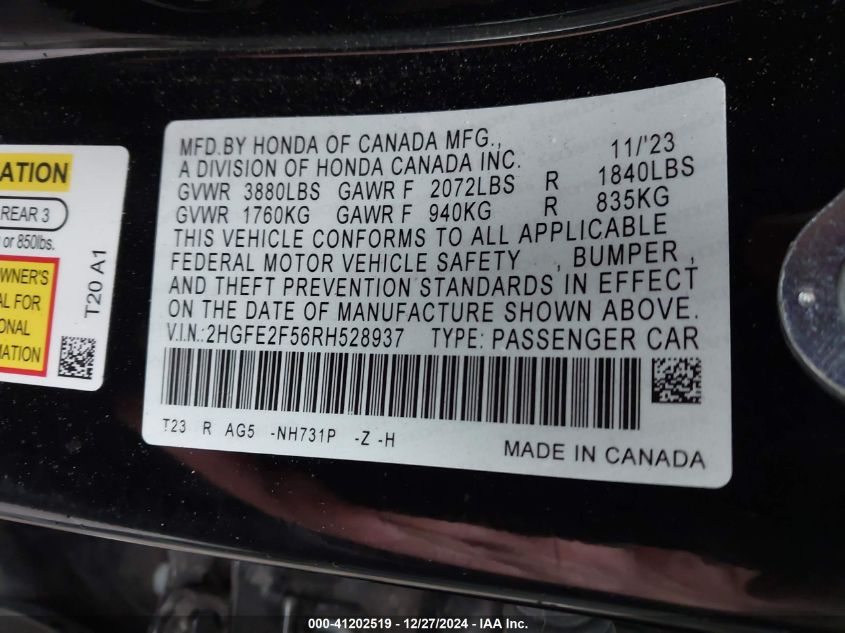 ATION
REAR 3
or 850lbs.
OWNER'S
AL FOR
ONAL
MATION
T20 A1
MFD.BY HONDA OF CANADA MFG., 11/'23
A DIVISION OF HONDA CANADA INC.
GVWR 3880LBS GAWR F 2072LBS R 1840LBS
GVWR 1760KG GAWR F 940KG R 835KG
THIS VEHICLE CONFORMS TO ALL APPLICABLE
FEDERAL MOTOR VEHICLE SAFETY , BUMPER ,
AND THEFT PREVENTION STANDARDS IN EFFECT
ON THE DATE OF MANUFACTURE SHOWN ABOVE.
V.I.N.:2HGFE2F56RH528937 TYPE: PASSENGER CAR
T23 R AG5 -NH731P -Z -H
MADE IN CANADA
000-41202519 - 12/27/2024 - IAAI.com